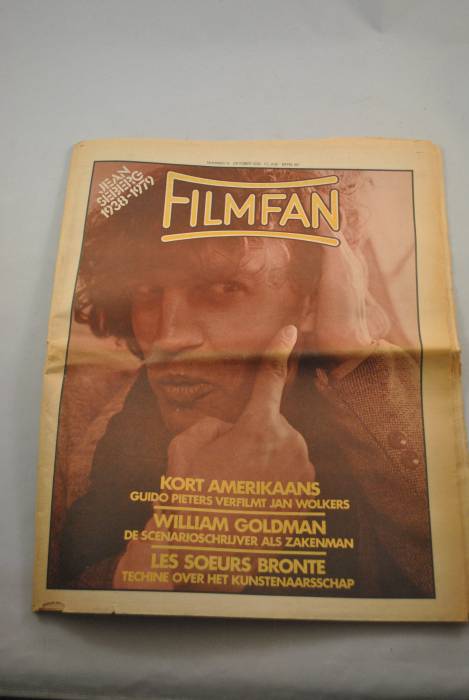 OKTOBER
JEAN
SEBERG
1938-1979
FILMFAN
KORT AMERIKAANS
GUIDO PIETERS VERFILMT JAN WOLKERS
WILLIAM GOLDMAN
DE SCENARIOSCHRIJVER ALS ZAKENMAN
LES SOEURS BRONTE
TECHINE OVER HET KUNSTENAARSSCHAP